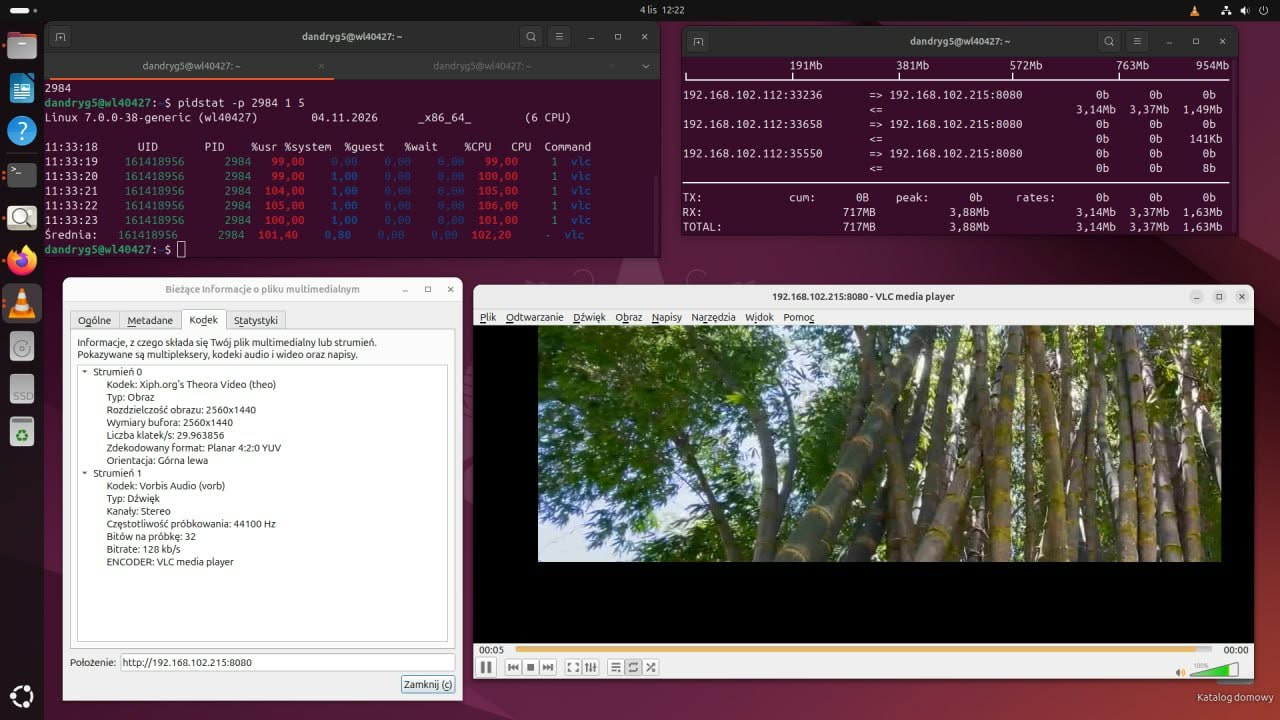 4 lis 12:22
dandryg5@wl40427: ~
dandryg5@wl40427: ~
dandryg5@wl40427: ~
2984
dandryg5@wl40427:~$ pidstat -p 2984 1 5
Linux 7.0.0-38-generic (wl40427) 04.11.2026 _x86_64_ (6 CPU)
11:33:18 UID PID %usr %system %guest %wait %CPU CPU Command
11:33:19 161418956 2984 99,00 0,00 0,00 0,00 99,00 1 vlc
11:33:20 161418956 2984 99,00 1,00 0,00 0,00 100,00 1 vlc
11:33:21 161418956 2984 104,00 1,00 0,00 0,00 105,00 1 vlc
11:33:22 161418956 2984 105,00 1,00 0,00 0,00 106,00 1 vlc
11:33:23 161418956 2984 100,00 1,00 0,00 0,00 101,00 1 vlc
Średnia: 161418956 2984 101,40 0,80 0,00 0,00 102,20 - vlc
dandryg5@wl40427:~$
dandryg5@wl40427: ~
191Mb 381Mb 572Mb 763Mb 954Mb
192.168.102.112:33236 => 192.168.102.215:8080 0b 0b 0b
<= 3,14Mb 3,37Mb 1,49Mb
192.168.102.112:33658 => 192.168.102.215:8080 0b 0b 0b
<= 0b 0b 141Kb
192.168.102.112:35550 => 192.168.102.215:8080 0b 0b 0b
<= 0b 0b 8b
TX: cum: 0B peak: 0b rates: 0b 0b 0b
RX: 717MB 3,88Mb 3,14Mb 3,37Mb 1,63Mb
TOTAL: 717MB 3,88Mb 3,14Mb 3,37Mb 1,63Mb
Bieżące Informacje o pliku multimedialnym
Ogólne Metadane Kodek Statystyki
Informacje, z czego składa się Twój plik multimedialny lub strumień.
Pokazywane są multipleksery, kodeki audio i wideo oraz napisy.
Strumień 0
Kodek: Xiph.org's Theora Video (theo)
Typ: Obraz
Rozdzielczość obrazu: 2560x1440
Wymiary bufora: 2560x1440
Liczba klatek/s: 29.963856
Zdekodowany format: Planar 4:2:0 YUV
Orientacja: Górna lewa
Strumień 1
Kodek: Vorbis Audio (vorb)
Typ: Dźwięk
Kanały: Stereo
Częstotliwość próbkowania: 44100 Hz
Bitów na próbkę: 32
Bitrate: 128 kb/s
ENCODER: VLC media player
Położenie: http://192.168.102.215:8080
Zamknij (c)
192.168.102.215:8080 - VLC media player
Plik Odtwarzanie Dźwięk Obraz Napisy Narzędzia Widok Pomoc
00:05 00:00
100%
SSD
Katalog domowy